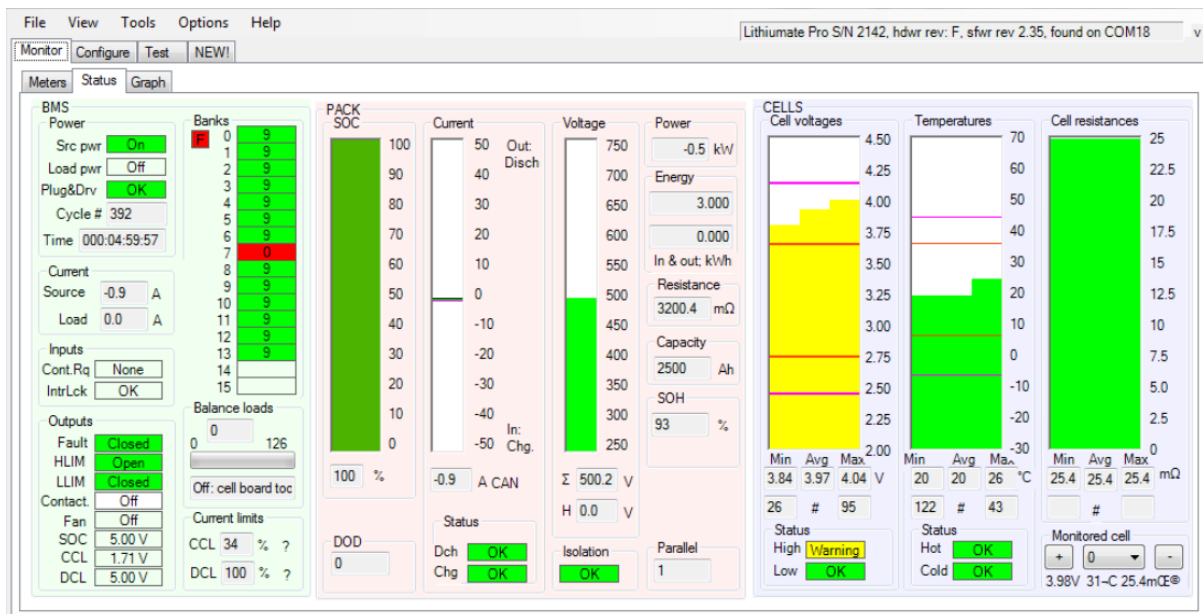 File View Tools Options Help
Lithiumate Pro S/N 2142, hdwr rev: F, sfwr rev 2.35, found on COM18 v
Monitor Configure Test NEW!
Meters Status Graph
BMS
Power
Src pwr On
Load pwr Off
Plug&Drv OK
Cycle # 392
Time 000:04:59:57
Current
Source -0.9 A
Load 0.0 A
Inputs
Cont.Rq None
IntrLck OK
Outputs
Fault Closed
HLIM Open
LLIM Closed
Contact. Off
Fan Off
SOC 5.00 V
CCL 1.71 V
DCL 5.00 V
Banks
F 0 9
1 9
2 9
3 9
4 9
5 9
6 9
7 0
8 9
9 9
10 9
11 9
12 9
13 9
14
15
Balance loads
0
0 126
Off: cell board toc
Current limits
CCL 34 % ?
DCL 100 % ?
PACK
SOC
100
90
80
70
60
50
40
30
20
10
0
100 %
DOD
0
Current
50 Out:
Disch
40
30
20
10
0
-10
-20
-30
-40
In:
-50 Chg.
-0.9 A CAN
Status
Dch OK
Chg OK
Voltage
750
700
650
600
550
500
450
400
350
300
250
Σ 500.2 V
H 0.0 V
Isolation
OK
Power
-0.5 kW
Energy
3.000
0.000
In & out; kWh
Resistance
3200.4 mΩ
Capacity
2500 Ah
SOH
93 %
Parallel
1
CELLS
Cell voltages
4.50
4.25
4.00
3.75
3.50
3.25
3.00
2.75
2.50
2.00
Min Avg Max
3.84 3.97 4.04 V
26 # 95
Status
High Warning
Low OK
Temperatures
70
60
50
40
30
20
10
0
-10
-20
-30
Min Avg Max
20 20 26 °C
122 # 43
Status
Hot OK
Cold OK
Cell resistances
25
22.5
20
17.5
15
12.5
10
7.5
5.0
2.5
0
Min Avg Max
25.4 25.4 25.4 mΩ
#
Monitored cell
+ 0 -
3.98V 31¬C 25.4mŒ®